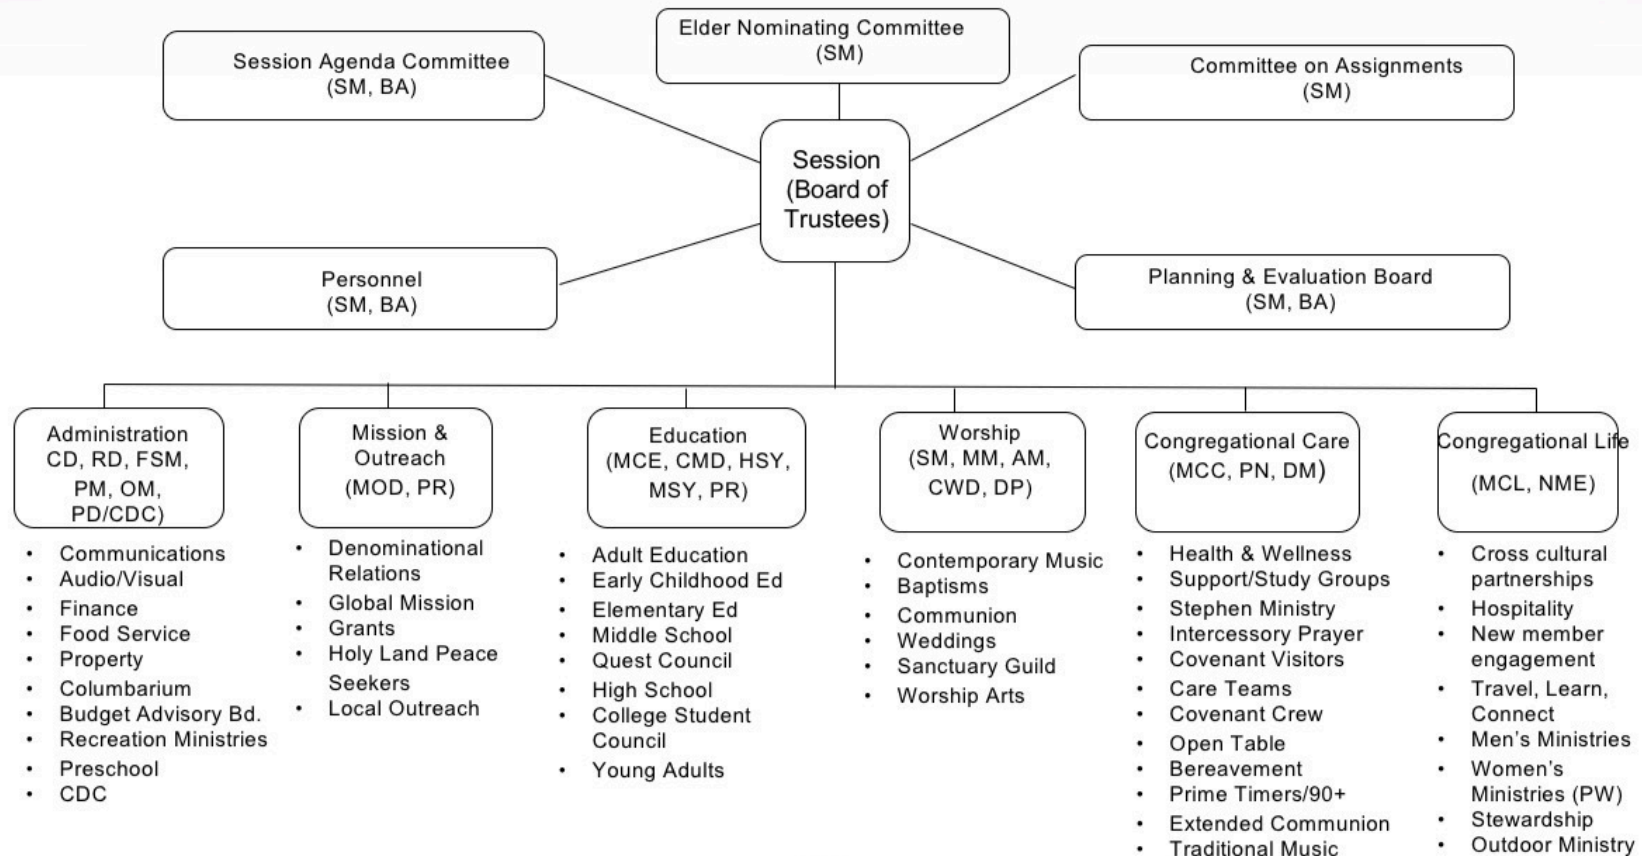 Elder Nominating Committee
(SM)
Session Agenda Committee
(SM, BA)
Committee on Assignments
(SM)
Session
(Board of
Trustees)
Personnel
(SM, BA)
Planning & Evaluation Board
(SM, BA)
Administration
CD, RD, FSM,
PM, OM,
PD/CDC)
• Communications
• Audio/Visual
• Finance
• Food Service
• Property
• Columbarium
• Budget Advisory Bd.
• Recreation Ministries
• Preschool
• CDC
Mission &
Outreach
(MOD, PR)
• Denominational
Relations
• Global Mission
• Grants
• Holy Land Peace
Seekers
• Local Outreach
Education
(MCE, CMD, HSY,
MSY, PR)
• Adult Education
• Early Childhood Ed
• Elementary Ed
• Middle School
• Quest Council
• High School
• College Student
Council
• Young Adults
Worship
(SM, MM, AM,
CWD, DP)
• Contemporary Music
• Baptisms
• Communion
• Weddings
• Sanctuary Guild
• Worship Arts
Congregational Care
(MCC, PN, DM)
• Health & Wellness
• Support/Study Groups
• Stephen Ministry
• Intercessory Prayer
• Covenant Visitors
• Care Teams
• Covenant Crew
• Open Table
• Bereavement
• Prime Timers/90+
• Extended Communion
• Traditional Music
Congregational Life
(MCL, NME)
• Cross cultural
partnerships
• Hospitality
• New member
engagement
• Travel, Learn,
Connect
• Men's Ministries
• Women's
Ministries (PW)
• Stewardship
• Outdoor Ministry